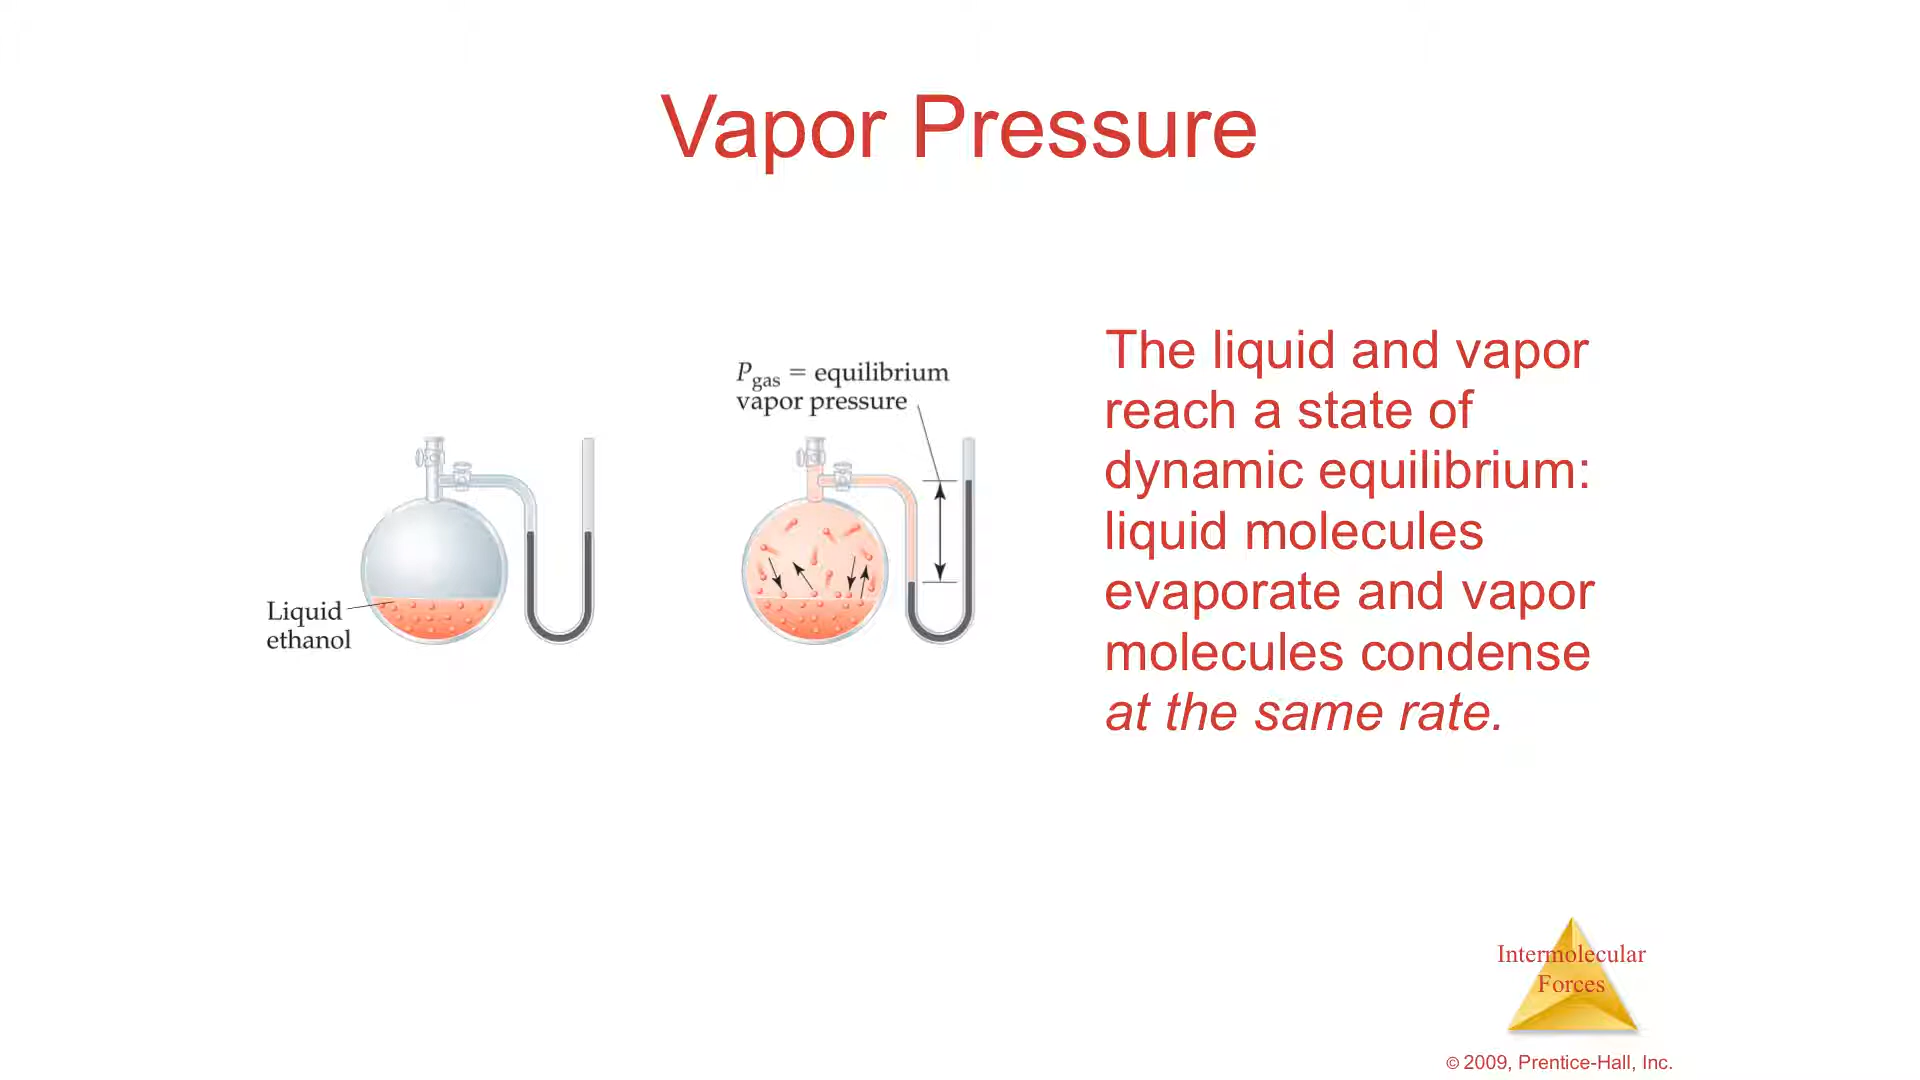 Vapor Pressure
P gas = equilibrium
vapor pressure
Liquid
ethanol
The liquid and vapor
reach a state of
dynamic equilibrium:
liquid molecules
evaporate and vapor
molecules condense
at the same rate.
Intermolecular
Forces
© 2009, Prentice-Hall, Inc.